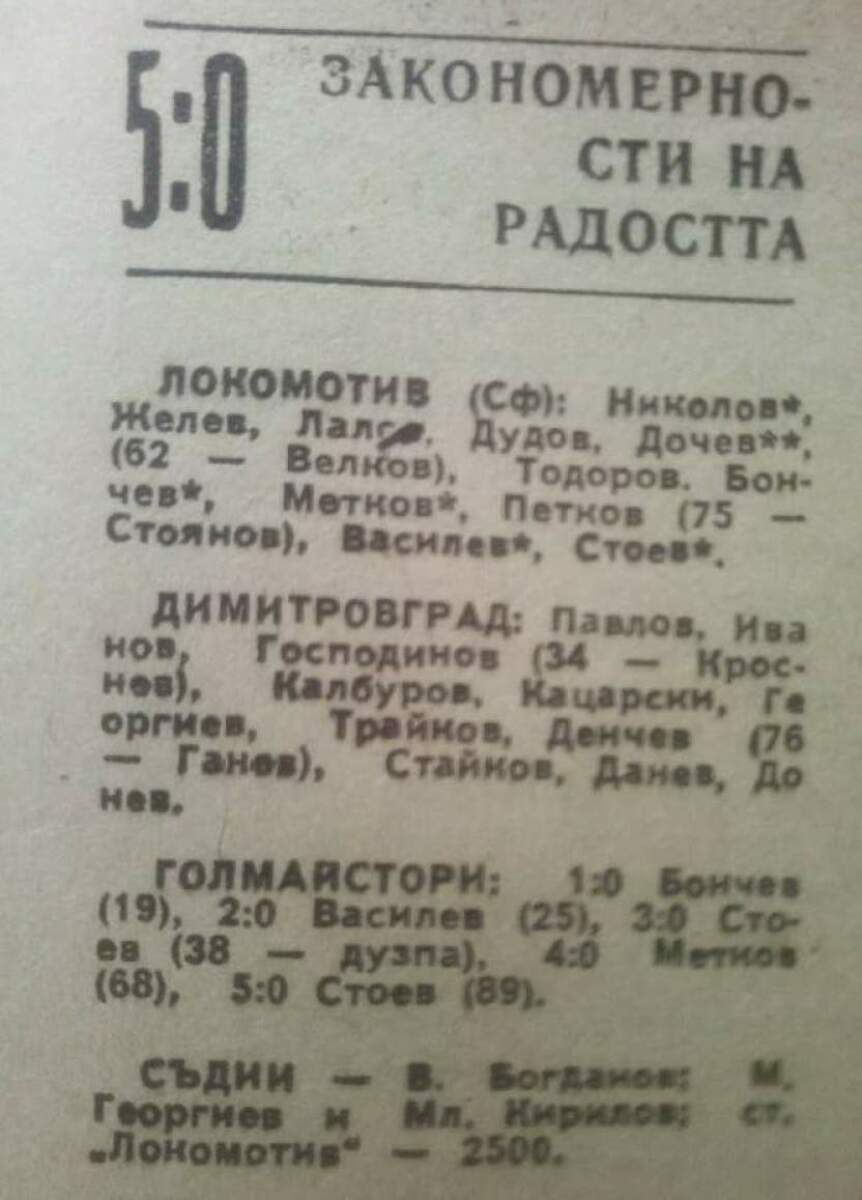 5:0
ЗАКОНОМЕРНО-
СТИ НА
РАДОСТТА
ЛОКОМОТИВ (Сф): Николов*,
Желев, Дудов, Дочев**,
(62 — Велков), Тодоров. Бон-
чев*, Метков*, Петков (75 —
Стоянов), Василев*, Стоев*.
ДИМИТРОВГРАД: Павлов, Ива
нов, Господинов (34 — Крос-
нев), Калбуров, Кацарски, Ге
оргиев, Трайков, Денчев (76
— Ганев), Стайков, Данев, До
нев.
ГОЛМАЙСТОРИ: 1:0 Бончев
(19), 2:0 Василев (25), 3:0 Сто-
ев (38 — дузпа), 4:0 Метков
(68), 5:0 Стоев (89).
СЪДИИ — В. Богданов; М.
Георгиев и Мл. Кирилов; ст.
„Локомотив“ — 2500.